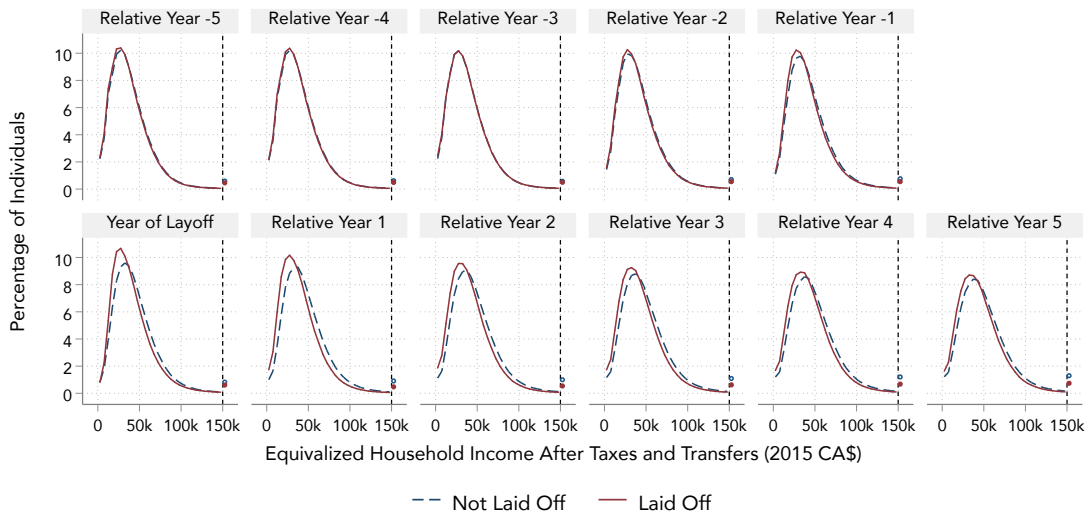 Relative Year -5 Relative Year -4 Relative Year -3 Relative Year -2 Relative Year -1
10
8
6
4
2
0
Year of Layoff Relative Year 1 Relative Year 2 Relative Year 3 Relative Year 4 Relative Year 5
10
8
6
4
2
0
0 50k 100k 150k 0 50k 100k 150k 0 50k 100k 150k 0 50k 100k 150k 0 50k 100k 150k 0 50k 100k 150k
Percentage of Individuals
Equivalized Household Income After Taxes and Transfers (2015 CA$)
Not Laid Off Laid Off